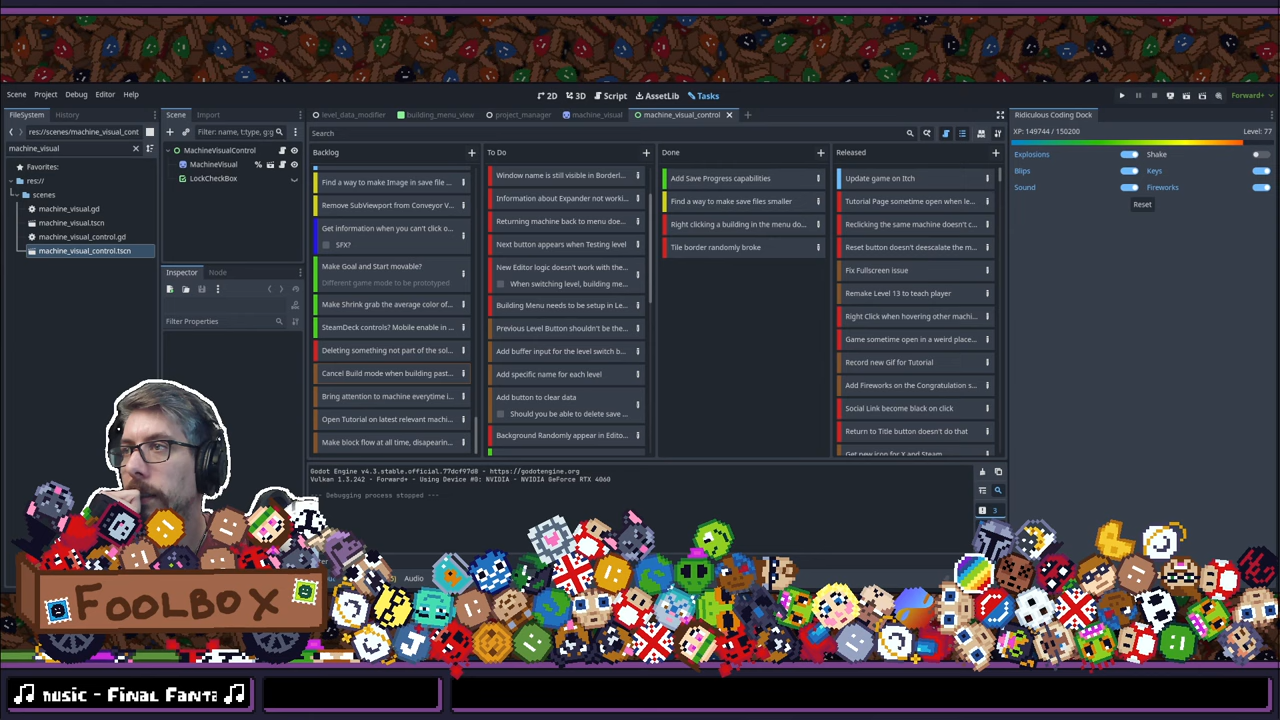 Scene Project Debug Editor Help
2D 3D Script AssetLib Tasks
Forward+
FileSystem History
Scene Import
level_data_modifier building_menu_view project_manager machine_visual machine_visual_control
Ridiculous Coding Dock
res://scenes/machine_visual_cont
Filter: name, t:type, g:g
Search
XP: 149744 / 150200 Level: 77
machine_visual
MachineVisualControl
Backlog To Do Done Released
Explosions Shake
Favorites:
MachineVisual
Blips Keys
res://
LockCheckBox
Sound Fireworks
scenes
Reset
machine_visual.gd
machine_visual.tscn
machine_visual_control.gd
machine_visual_control.tscn
Inspector Node
Filter Properties
Find a way to make Image in save file ...
Remove SubViewport from Conveyor V...
Get information when you can't click o...
SFX?
Make Goal and Start movable?
Different game mode to be prototyped
Make Shrink grab the average color of...
SteamDeck controls? Mobile enable in ...
Deleting something not part of the sol...
Cancel Build mode when building past...
Bring attention to machine everytime i...
Open Tutorial on latest relevant machi...
Make block flow at all time, disapearin...
Window name is still visible in Borderl...
Information about Expander not worki...
Returning machine back to menu doe...
Next button appears when Testing level
New Editor logic doesn't work with the...
When switching level, building me...
Building Menu needs to be setup in Le...
Previous Level Button shouldn't be the...
Add buffer input for the level switch b...
Add specific name for each level
Add button to clear data
Should you be able to delete save ...
Background Randomly appear in Edito...
Add Save Progress capabilities
Find a way to make save files smaller
Right clicking a building in the menu do...
Tile border randomly broke
Update game on Itch
Tutorial Page sometime open when le...
Reclicking the same machine doesn't c...
Reset button doesn't deescalate the m...
Fix Fullscreen issue
Remake Level 13 to teach player
Right Click when hovering other machi...
Game sometime open in a weird place...
Record new Gif for Tutorial
Add Fireworks on the Congratulation s...
Social Link become black on click
Return to Title button doesn't do that
Get new icon for X and Steam
Godot Engine v4.3.stable.official.77dcf97d8 - https://godotengine.org
Vulkan 1.3.242 - Forward+ - Using Device #0: NVIDIA - NVIDIA GeForce RTX 4060
--- Debugging process stopped ---
3
Audio
FOOLBOX
music - Final Fanta